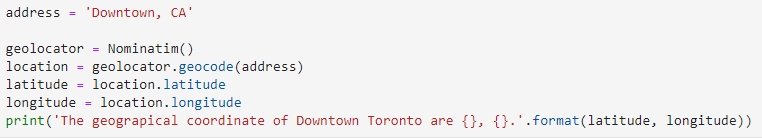 address = 'Downtown, CA'
geolocator = Nominatim()
location = geolocator.geocode(address)
latitude = location.latitude
longitude = location.longitude
print('The geograpical coordinate of Downtown Toronto are {}, {}.'.format(latitude, longitude))